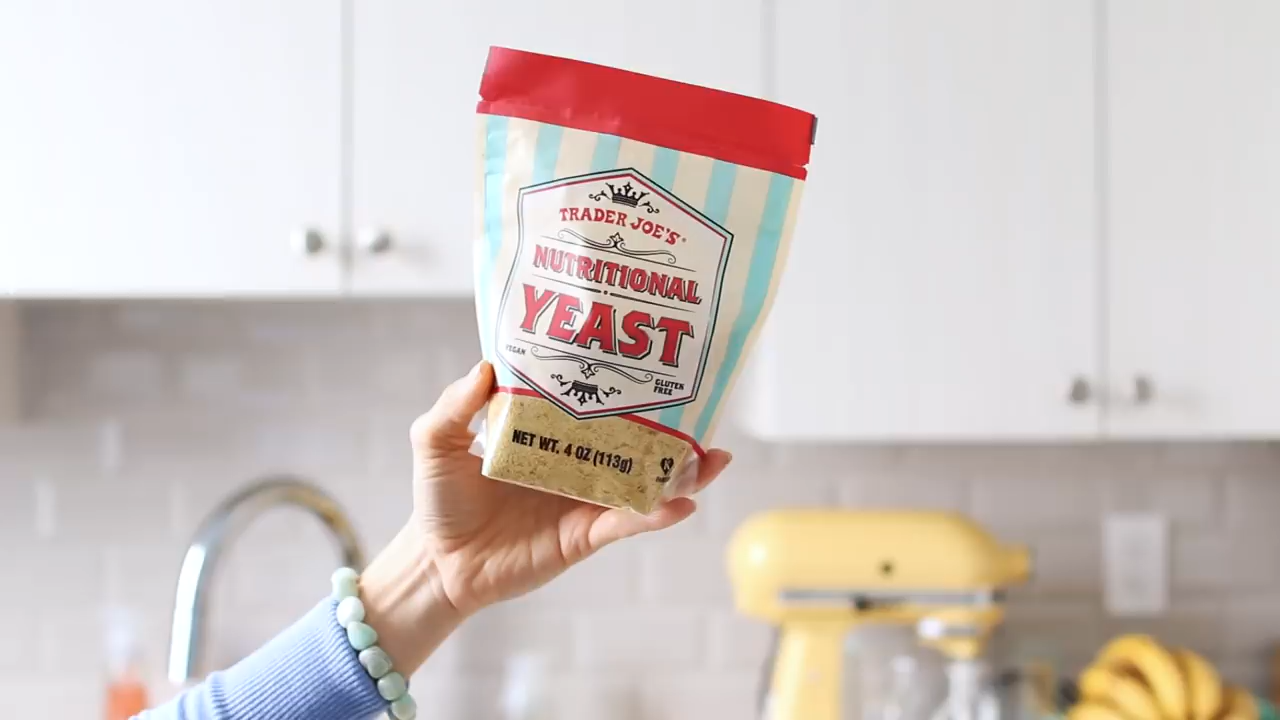 TRADER JOE'S
NUTRITIONAL
YEAST
VEGAN
GLUTEN
FREE
NET WT. 4 OZ (113g)
K